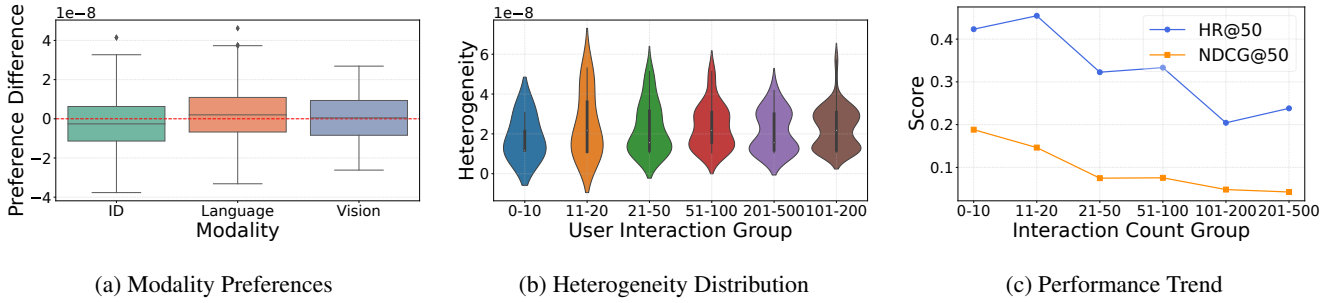 1e−8
Preference Difference
4
2
0
−2
−4
ID
Language
Vision
Modality
(a) Modality Preferences
1e−8
Heterogeneity
6
4
2
0
0-10
11-20
21-50
51-100
201-500
101-200
User Interaction Group
(b) Heterogeneity Distribution
HR@50
NDCG@50
Score
0.4
0.3
0.2
0.1
0-10
11-20
21-50
51-100
101-200
201-500
Interaction Count Group
(c) Performance Trend